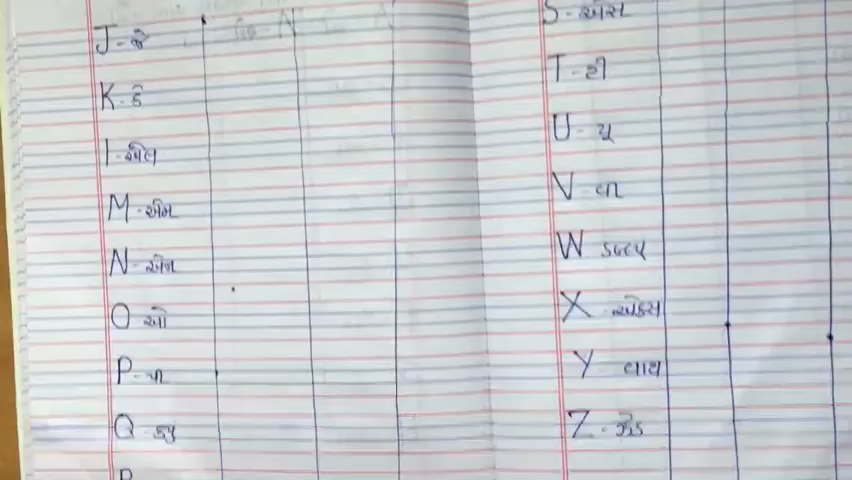 J - જે
K - કે
l - એલ
M - એમ
N - એન
O ઓ
P - પી
Q - ક્યુ
R
S - એસ
T - ટી
U - યૂ
V - વી
W ડબલ્યુ
X - એક્સ
Y - વાય
Z - ઝેડ